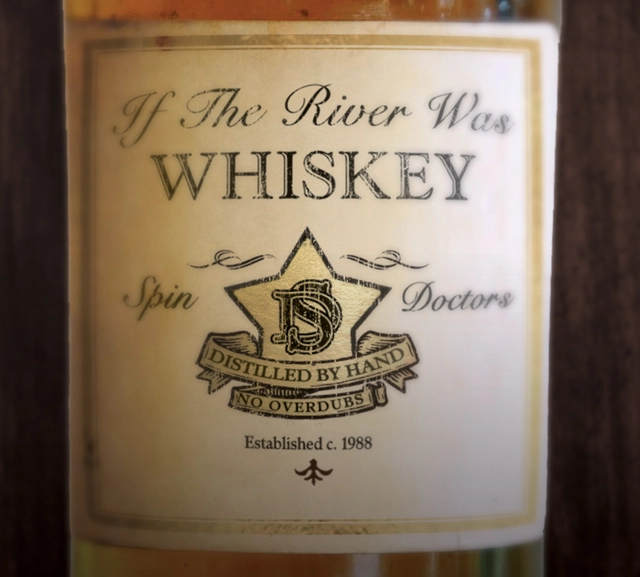 If The River Was
WHISKEY
Spin Doctors
DS
DISTILLED BY HAND
NO OVERDUBS
Established c. 1988